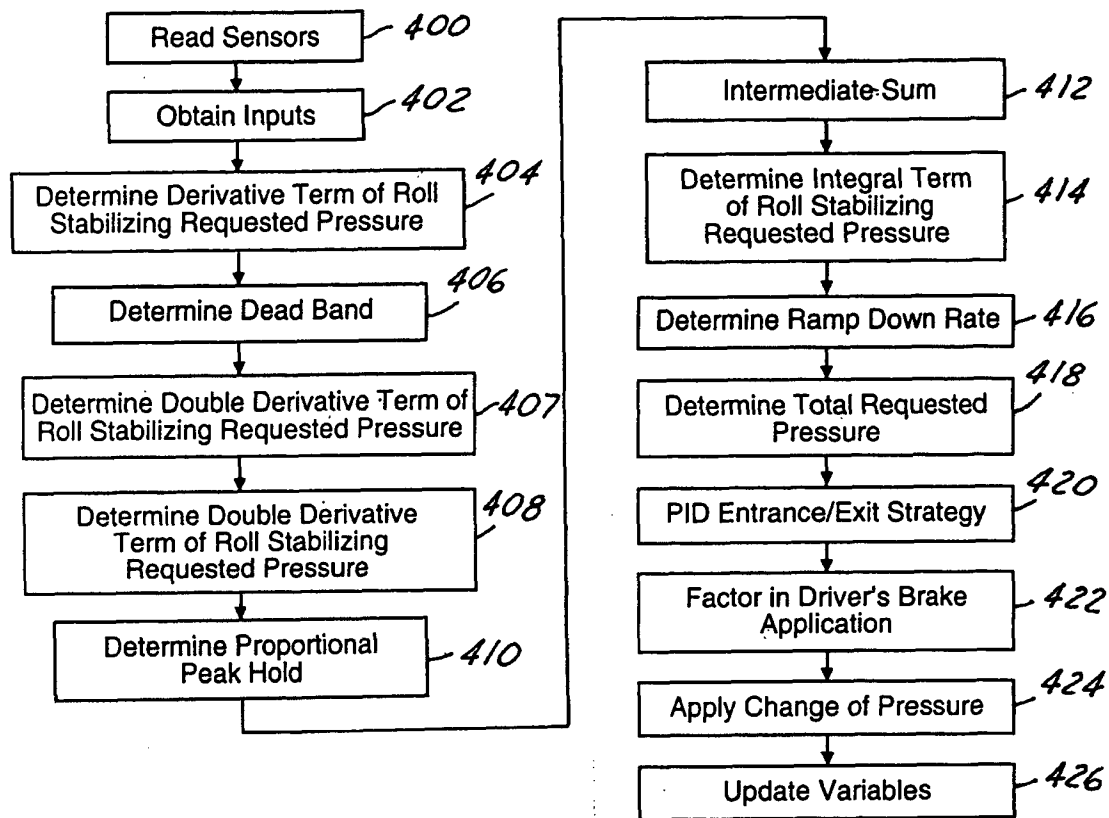 Read Sensors
400
Obtain Inputs
402
Determine Derivative Term of Roll
Stabilizing Requested Pressure
404
Determine Dead Band
406
Determine Double Derivative Term of
Roll Stabilizing Requested Pressure
407
Determine Double Derivative
Term of Roll Stabilizing
Requested Pressure
408
Determine Proportional
Peak Hold
410
Intermediate Sum
412
Determine Integral Term
of Roll Stabilizing
Requested Pressure
414
Determine Ramp Down Rate
416
Determine Total Requested
Pressure
418
PID Entrance/Exit Strategy
420
Factor in Driver's Brake
Application
422
Apply Change of Pressure
424
Update Variables
426